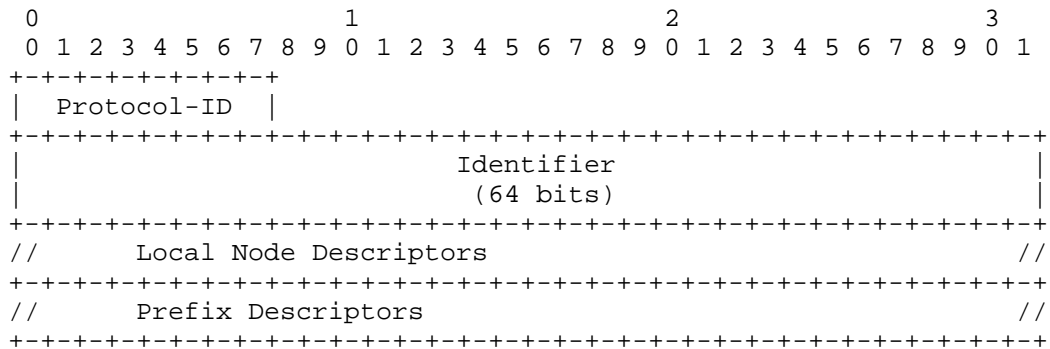 0                   1                   2                   3
 0 1 2 3 4 5 6 7 8 9 0 1 2 3 4 5 6 7 8 9 0 1 2 3 4 5 6 7 8 9 0 1
+-+-+-+-+-+-+-+-+
|  Protocol-ID  |
+-+-+-+-+-+-+-+-+-+-+-+-+-+-+-+-+-+-+-+-+-+-+-+-+-+-+-+-+-+-+-+-+
|                           Identifier                          |
|                            (64 bits)                          |
+-+-+-+-+-+-+-+-+-+-+-+-+-+-+-+-+-+-+-+-+-+-+-+-+-+-+-+-+-+-+-+-+
//      Local Node Descriptors                                 //
+-+-+-+-+-+-+-+-+-+-+-+-+-+-+-+-+-+-+-+-+-+-+-+-+-+-+-+-+-+-+-+-+
//      Prefix Descriptors                                     //
+-+-+-+-+-+-+-+-+-+-+-+-+-+-+-+-+-+-+-+-+-+-+-+-+-+-+-+-+-+-+-+-+